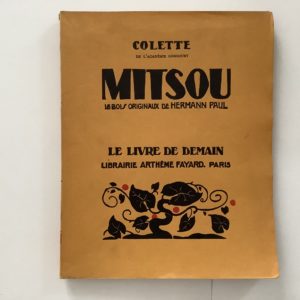 COLETTE
DE L'ACADÉMIE GONCOURT
MITSOU
18 BOIS ORIGINAUX DE HERMANN PAUL
LE LIVRE DE DEMAIN
LIBRAIRIE ARTHÈME FAYARD. PARIS